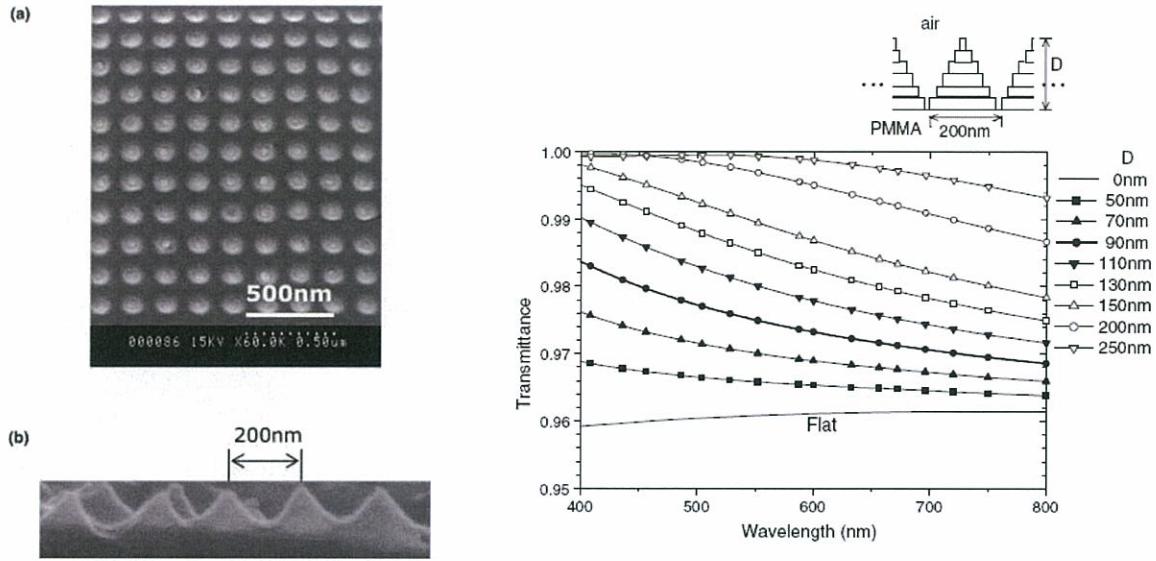 (a)
500nm
000086 15KV X60.0K 0.50um
(b)
200nm
air
D
PMMA
200nm
Transmittance
1.00
0.99
0.98
0.97
0.96
0.95
Flat
400
500
600
700
800
Wavelength (nm)
D
0nm
50nm
70nm
90nm
110nm
130nm
150nm
200nm
250nm